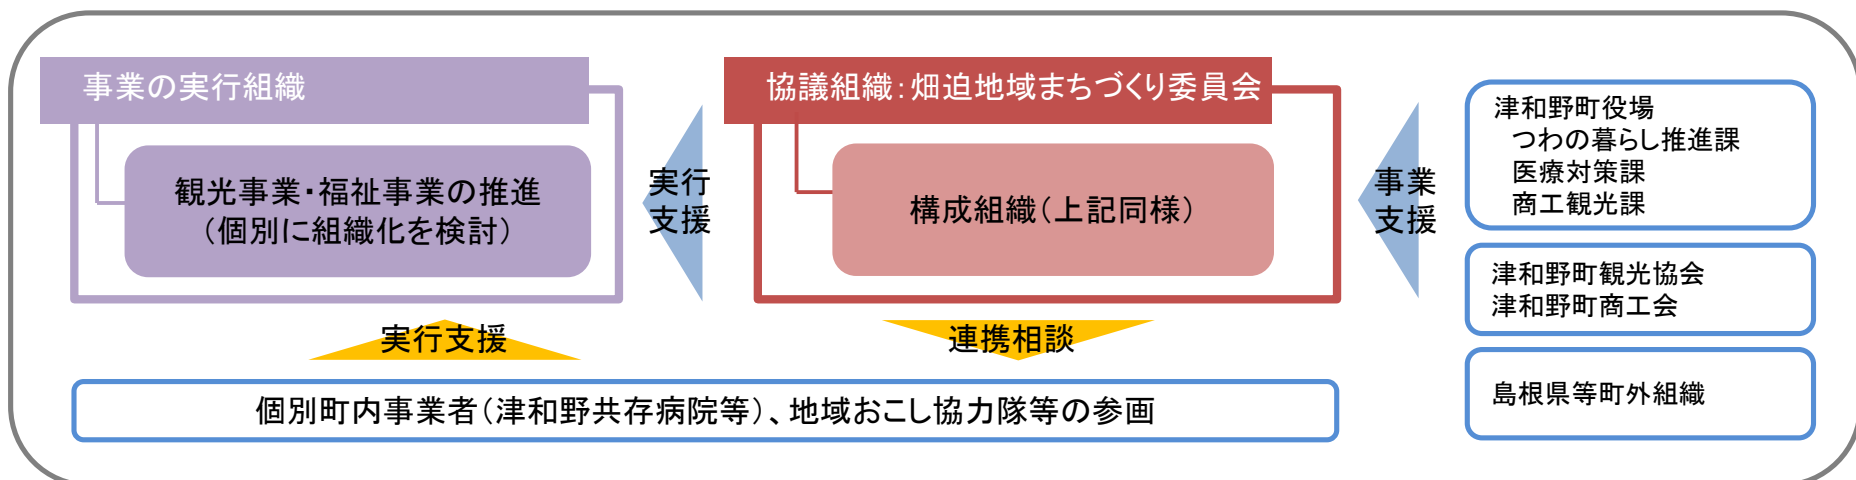 事業の実行組織
観光事業・福祉事業の推進
（個別に組織化を検討）
実行
支援
協議組織：畑迫地域まちづくり委員会
構成組織（上記同様）
事業
支援
津和野町役場
つわの暮らし推進課
医療対策課
商工観光課
津和野町観光協会
津和野町商工会
島根県等町外組織
実行支援
連携相談
個別町内事業者（津和野共存病院等）、地域おこし協力隊等の参画